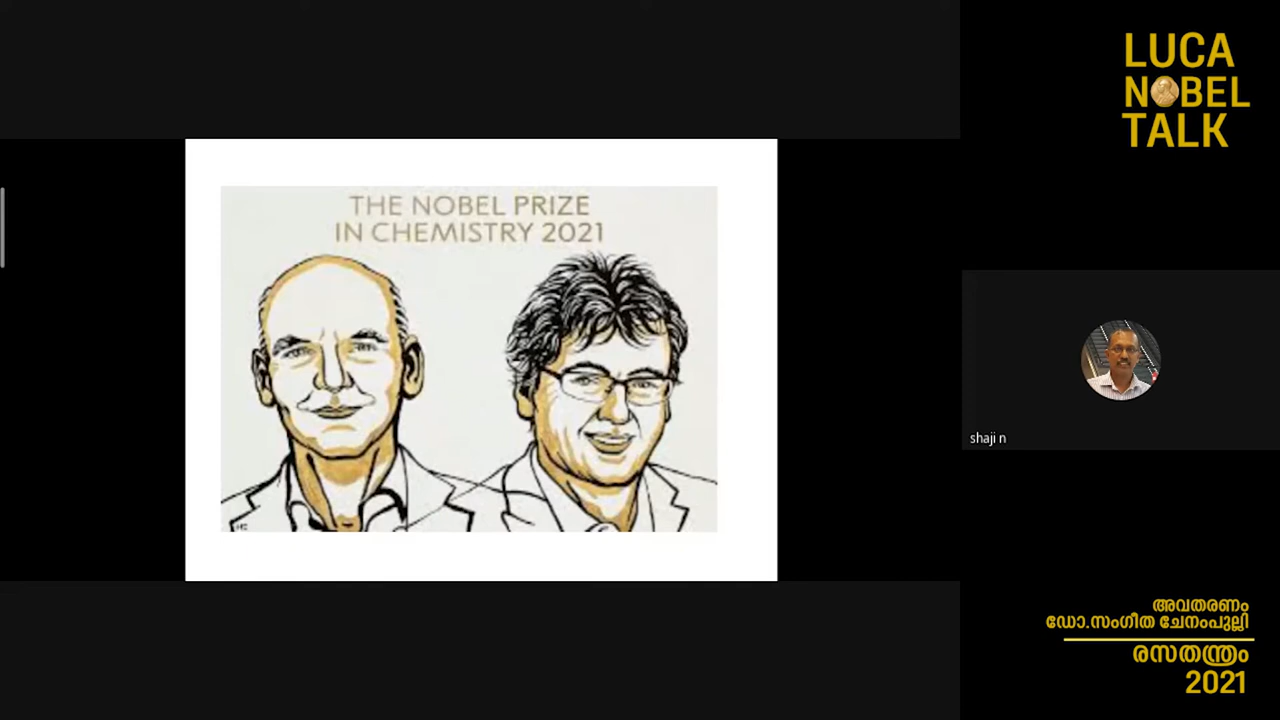 THE NOBEL PRIZE
IN CHEMISTRY 2021
LUCA
NOBEL
TALK
shaji n
അവതരണം
ഡോ.സംഗീത ചേനംപുല്ലി
രസതന്ത്രം
2021